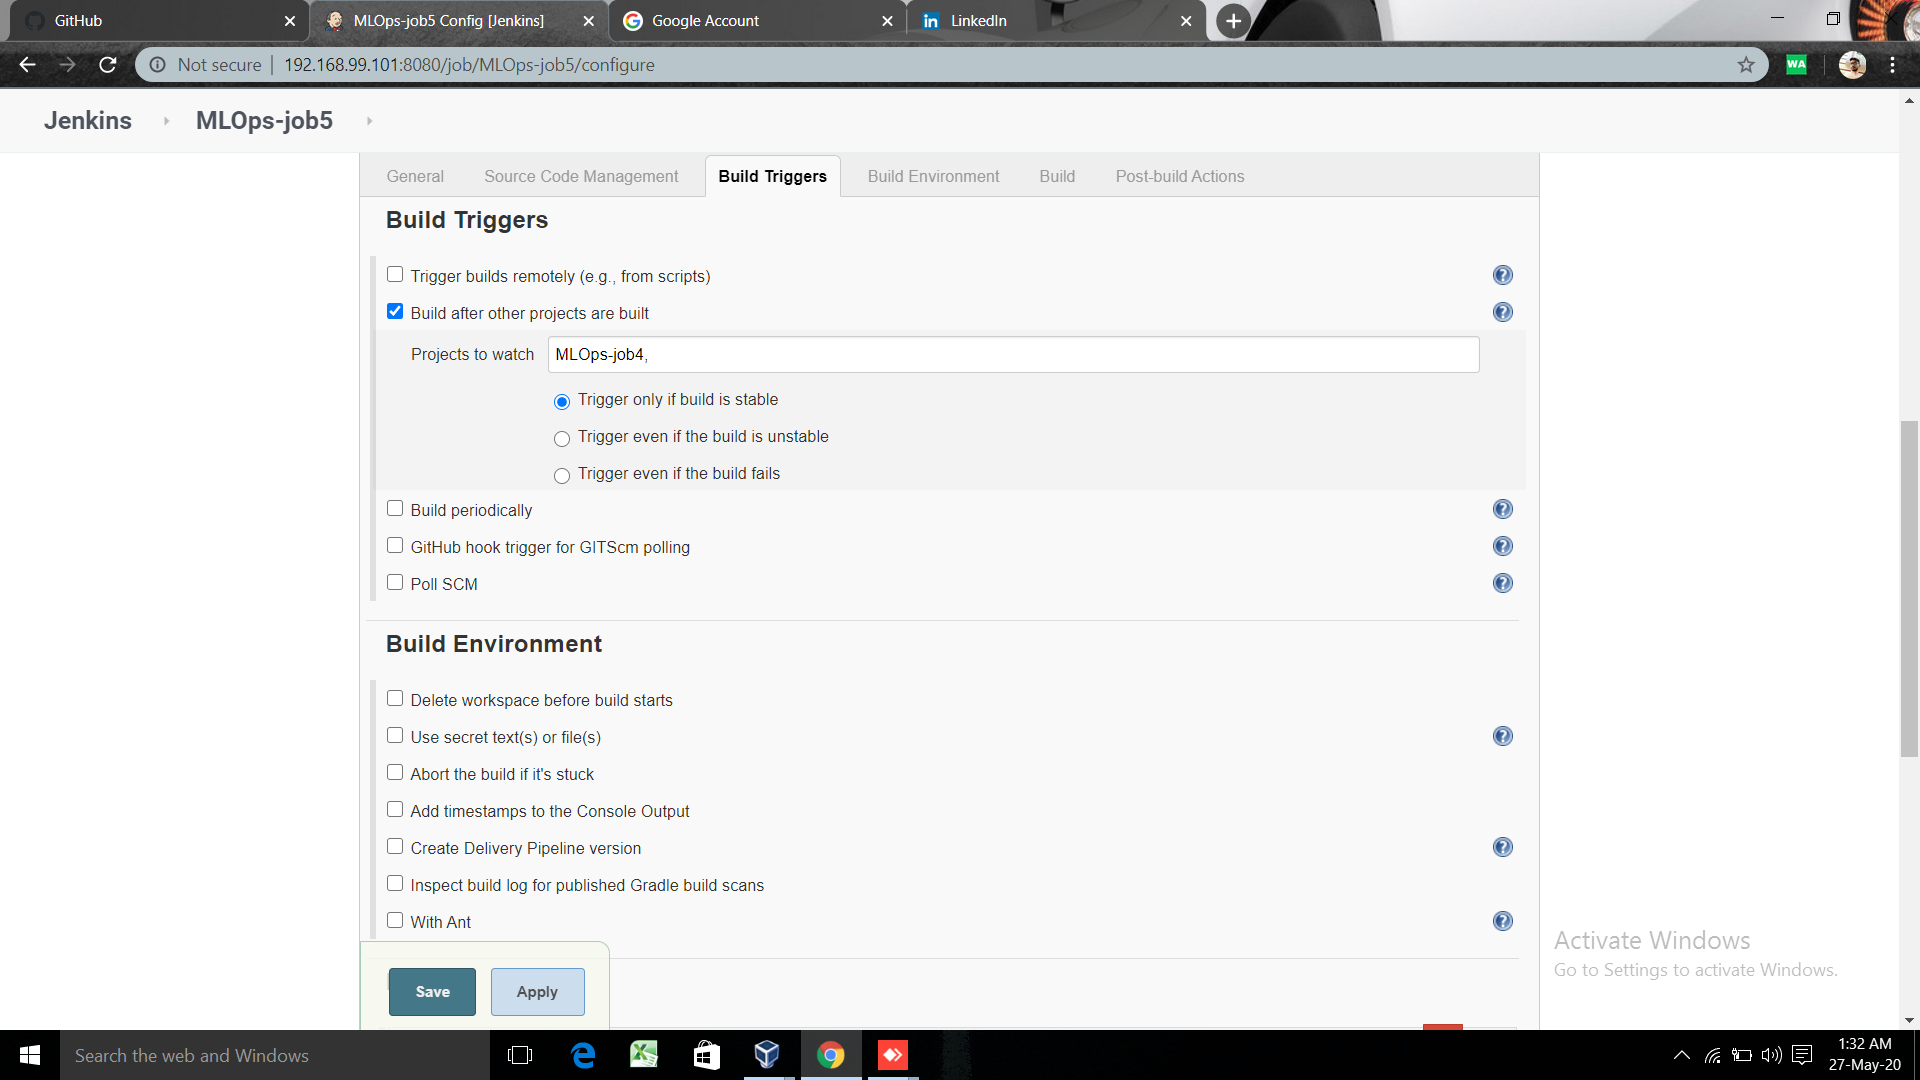 GitHub
MLOps-job5 Config [Jenkins]
Google Account
LinkedIn
Not secure | 192.168.99.101:8080/job/MLOps-job5/configure
WA
Jenkins
MLOps-job5
General
Source Code Management
Build Triggers
Build Environment
Build
Post-build Actions
Build Triggers
Trigger builds remotely (e.g., from scripts)
Build after other projects are built
Projects to watch
MLOps-job4,
Trigger only if build is stable
Trigger even if the build is unstable
Trigger even if the build fails
Build periodically
GitHub hook trigger for GITScm polling
Poll SCM
Build Environment
Delete workspace before build starts
Use secret text(s) or file(s)
Abort the build if it's stuck
Add timestamps to the Console Output
Create Delivery Pipeline version
Inspect build log for published Gradle build scans
With Ant
Activate Windows
Go to Settings to activate Windows.
Save
Apply
Search the web and Windows
1:32 AM
27-May-20